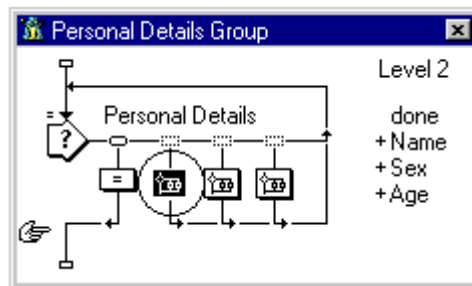 Personal Details Group
Level 2
=
Personal Details
?
=
done
+Name
+Sex
+Age